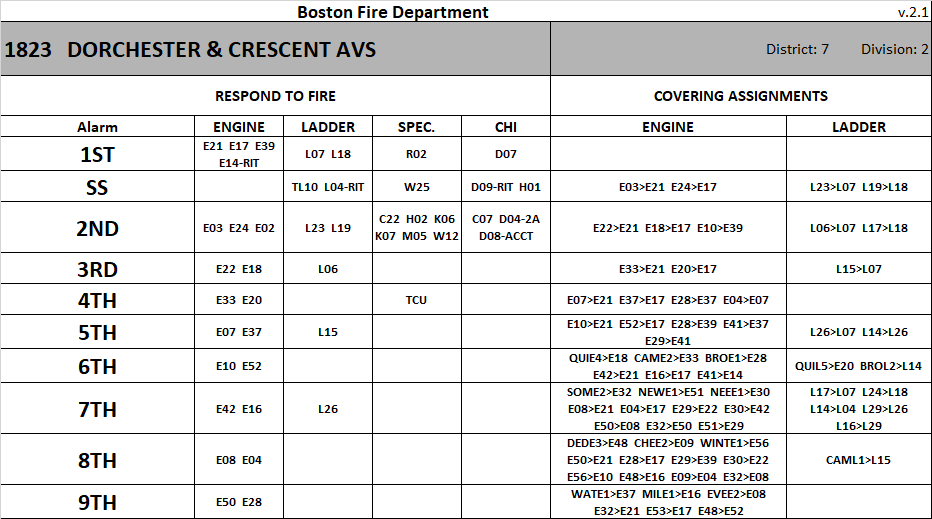 Boston Fire Department v.2.1
1823 DORCHESTER & CRESCENT AVS District: 7 Division: 2
RESPOND TO FIRE COVERING ASSIGNMENTS
Alarm ENGINE LADDER SPEC. CHI ENGINE LADDER
1ST
E21 E17 E39
E14-RIT
L07 L18
R02
D07
SS
TL10 L04-RIT
W25
D09-RIT H01
E03>E21 E24>E17
L23>L07 L19>L18
2ND
E03 E24 E02
L23 L19
C22 H02 K06
K07 M05 W12
C07 D04-2A
D08-ACCT
E22>E21 E18>E17 E10>E39
L06>L07 L17>L18
3RD
E22 E18
L06
E33>E21 E20>E17
L15>L07
4TH
E33 E20
TCU
E07>E21 E37>E17 E28>E37 E04>E07
5TH
E07 E37
L15
E10>E21 E52>E17 E28>E39 E41>E37
E29>E41
L26>L07 L14>L26
6TH
E10 E52
QUIE4>E18 CAME2>E33 BROE1>E28
E42>E21 E16>E17 E41>E14
QUIL5>E20 BROL2>L14
7TH
E42 E16
L26
SOME2>E32 NEWE1>E51 NEEE1>E30
E08>E21 E04>E17 E29>E22 E30>E42
E50>E08 E32>E50 E51>E29
L17>L07 L24>L18
L14>L04 L29>L26
L16>L29
8TH
E08 E04
DEDE3>E48 CHEE2>E09 WINTE1>E56
E50>E21 E28>E17 E29>E39 E30>E22
E56>E10 E48>E16 E09>E04 E32>E08
CAML1>L15
9TH
E50 E28
WATE1>E37 MILE1>E16 EVEE2>E08
E32>E21 E53>E17 E48>E52